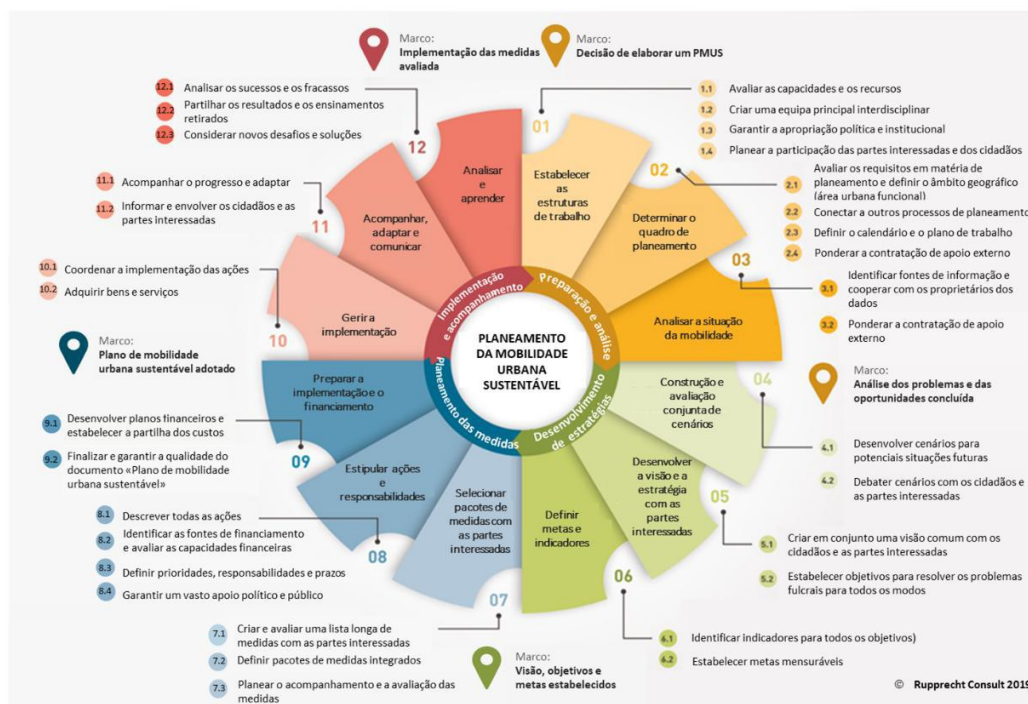 Marco:
Implementação das medidas
avaliada
Marco:
Decisão de elaborar um PMUS
12.1 Analisar os sucessos e os fracassos
12.2 Partilhar os resultados e os ensinamentos
retirados
12.3 Considerar novos desafios e soluções
1.1 Avaliar as capacidades e os recursos
1.2 Criar uma equipa principal interdisciplinar
1.3 Garantir a apropriação política e institucional
1.4 Planear a participação das partes interessadas e dos cidadãos
11.1 Acompanhar o progresso e adaptar
11.2 Informar e envolver os cidadãos e as
partes interessadas
Avaliar os requisitos em matéria de
2.1 planeamento e definir o âmbito geográfico
(área urbana funcional)
2.2 Conectar a outros processos de planeamento
2.3 Definir o calendário e o plano de trabalho
2.4 Ponderar a contratação de apoio externo
10.1 Coordenar a implementação das ações
10.2 Adquirir bens e serviços
Identificar fontes de informação e
3.1 cooperar com os proprietários dos
dados
3.2 Ponderar a contratação de apoio
externo
Marco:
Plano de mobilidade
urbana sustentável adotado
Marco:
Análise dos problemas e das
oportunidades concluída
9.1 Desenvolver planos financeiros e
estabelecer a partilha dos custos
9.2 Finalizar e garantir a qualidade do
documento «Plano de mobilidade
urbana sustentável»
4.1 Desenvolver cenários para
potenciais situações futuras
4.2 Debater cenários com os cidadãos e
as partes interessadas
8.1 Descrever todas as ações
8.2 Identificar as fontes de financiamento
e avaliar as capacidades financeiras
8.3 Definir prioridades, responsabilidades e prazos
8.4 Garantir um vasto apoio político e público
5.1 Criar em conjunto uma visão comum com os
cidadãos e as partes interessadas
5.2 Estabelecer objetivos para resolver os problemas
fulcrais para todos os modos
7.1 Criar e avaliar uma lista longa de
medidas com as partes interessadas
7.2 Definir pacotes de medidas integrados
7.3 Planear o acompanhamento e a avaliação das
medidas
Marco:
Visão, objetivos e
metas estabelecidos
6.1 Identificar indicadores para todos os objetivos)
6.2 Estabelecer metas mensuráveis
01
Estabelecer
as
estruturas
de trabalho
02
Determinar o
quadro de
planeamento
03
Analisar a situação
da mobilidade
04
Construção e
avaliação
conjunta de
cenários
05
Desenvolver
a visão e a
estratégia
com as
partes
interessadas
06
Definir
metas e
indicadores
07
Selecionar
pacotes de
medidas com
as partes
interessadas
08
Estipular ações
e
responsabilidades
09
Preparar a
implementação e o
financiamento
10
Gerir a
implementação
11
Acompanhar,
adaptar e
comunicar
12
Analisar
e
aprender
Preparação e análise
Desenvolvimento
de estratégias
Planeamento das medidas
Implementação
e acompanhamento
PLANEAMENTO
DA MOBILIDADE
URBANA
SUSTENTÁVEL
© Rupprecht Consult 2019